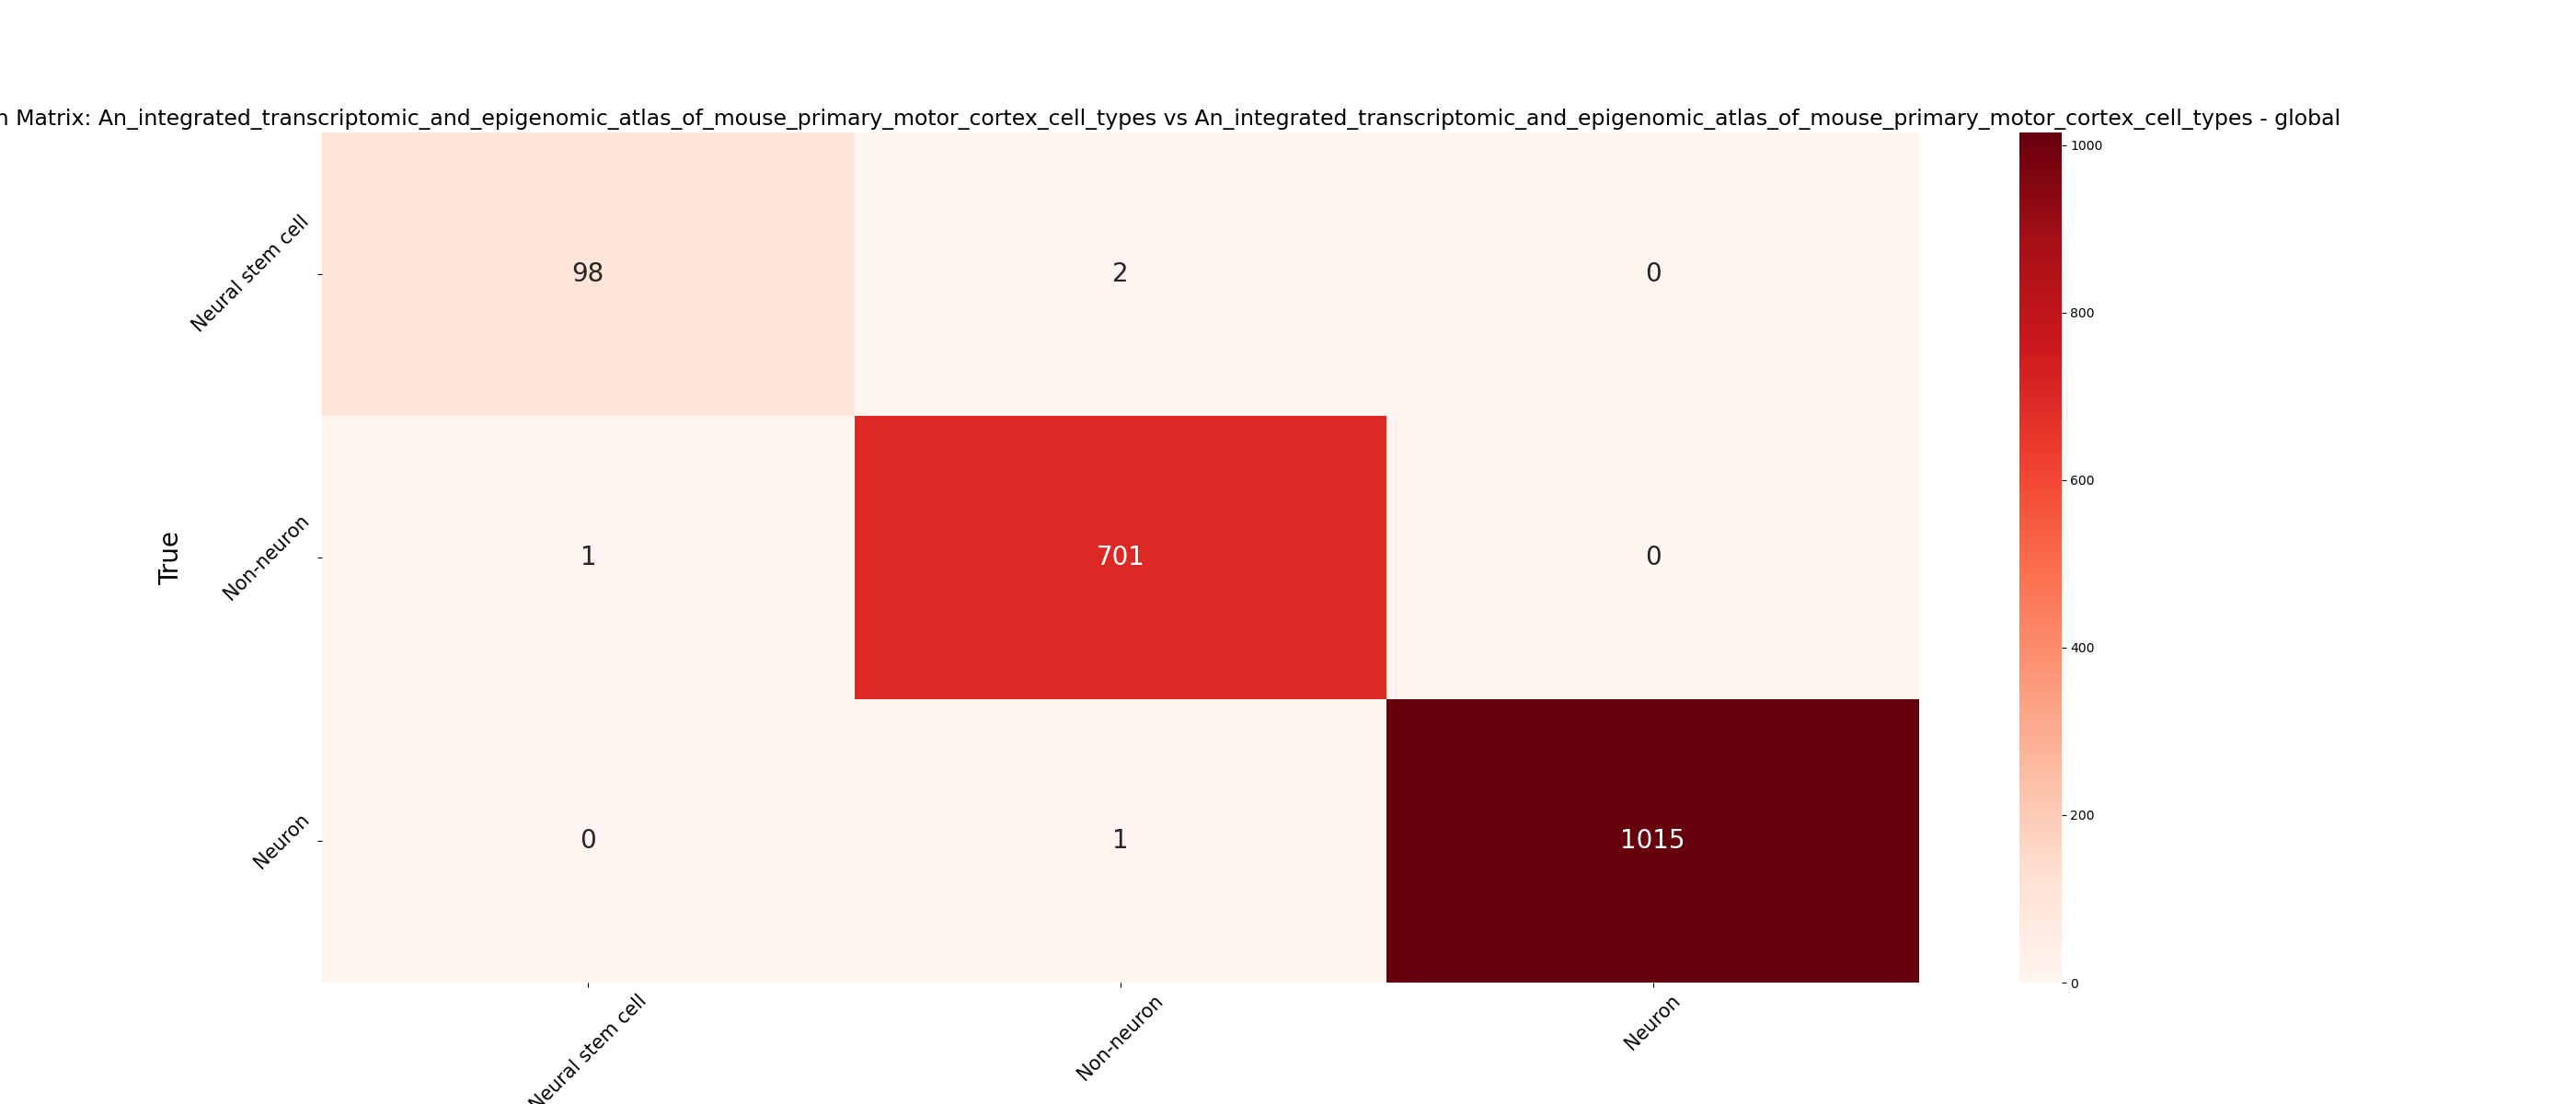 n Matrix: An_integrated_transcriptomic_and_epigenomic_atlas_of_mouse_primary_motor_cortex_cell_types vs An_integrated_transcriptomic_and_epigenomic_atlas_of_mouse_primary_motor_cortex_cell_types - global
True
Neural stem cell
98
2
0
Non-neuron
1
701
0
Neuron
0
1
1015
Neural stem cell
Non-neuron
Neuron
1000
800
600
400
200
0